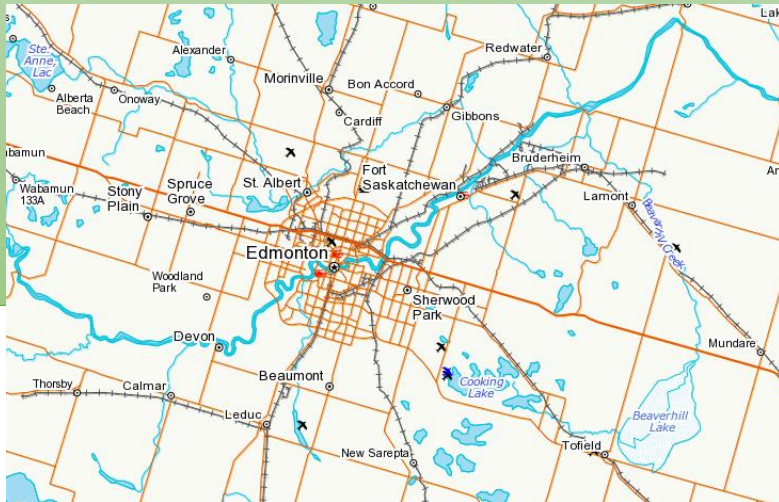 Lak
Ste.
Anne,
Lac
Alexander
Redwater
Morinville
Bon Accord
Alberta
Beach
Onoway
Cardiff
Gibbons
abamun
Fort
Saskatchewan
Bruderheim
Wabamun
133A
Stony
Plain
Spruce
Grove
St. Albert
Lamont
Beaverhill Creek
Edmonton
Woodland
Park
Sherwood
Park
Devon
Mundare
Thorsby
Calmar
Beaumont
Cooking
Lake
Leduc
Beaverhill
Lake
New Sarepta
Tofield